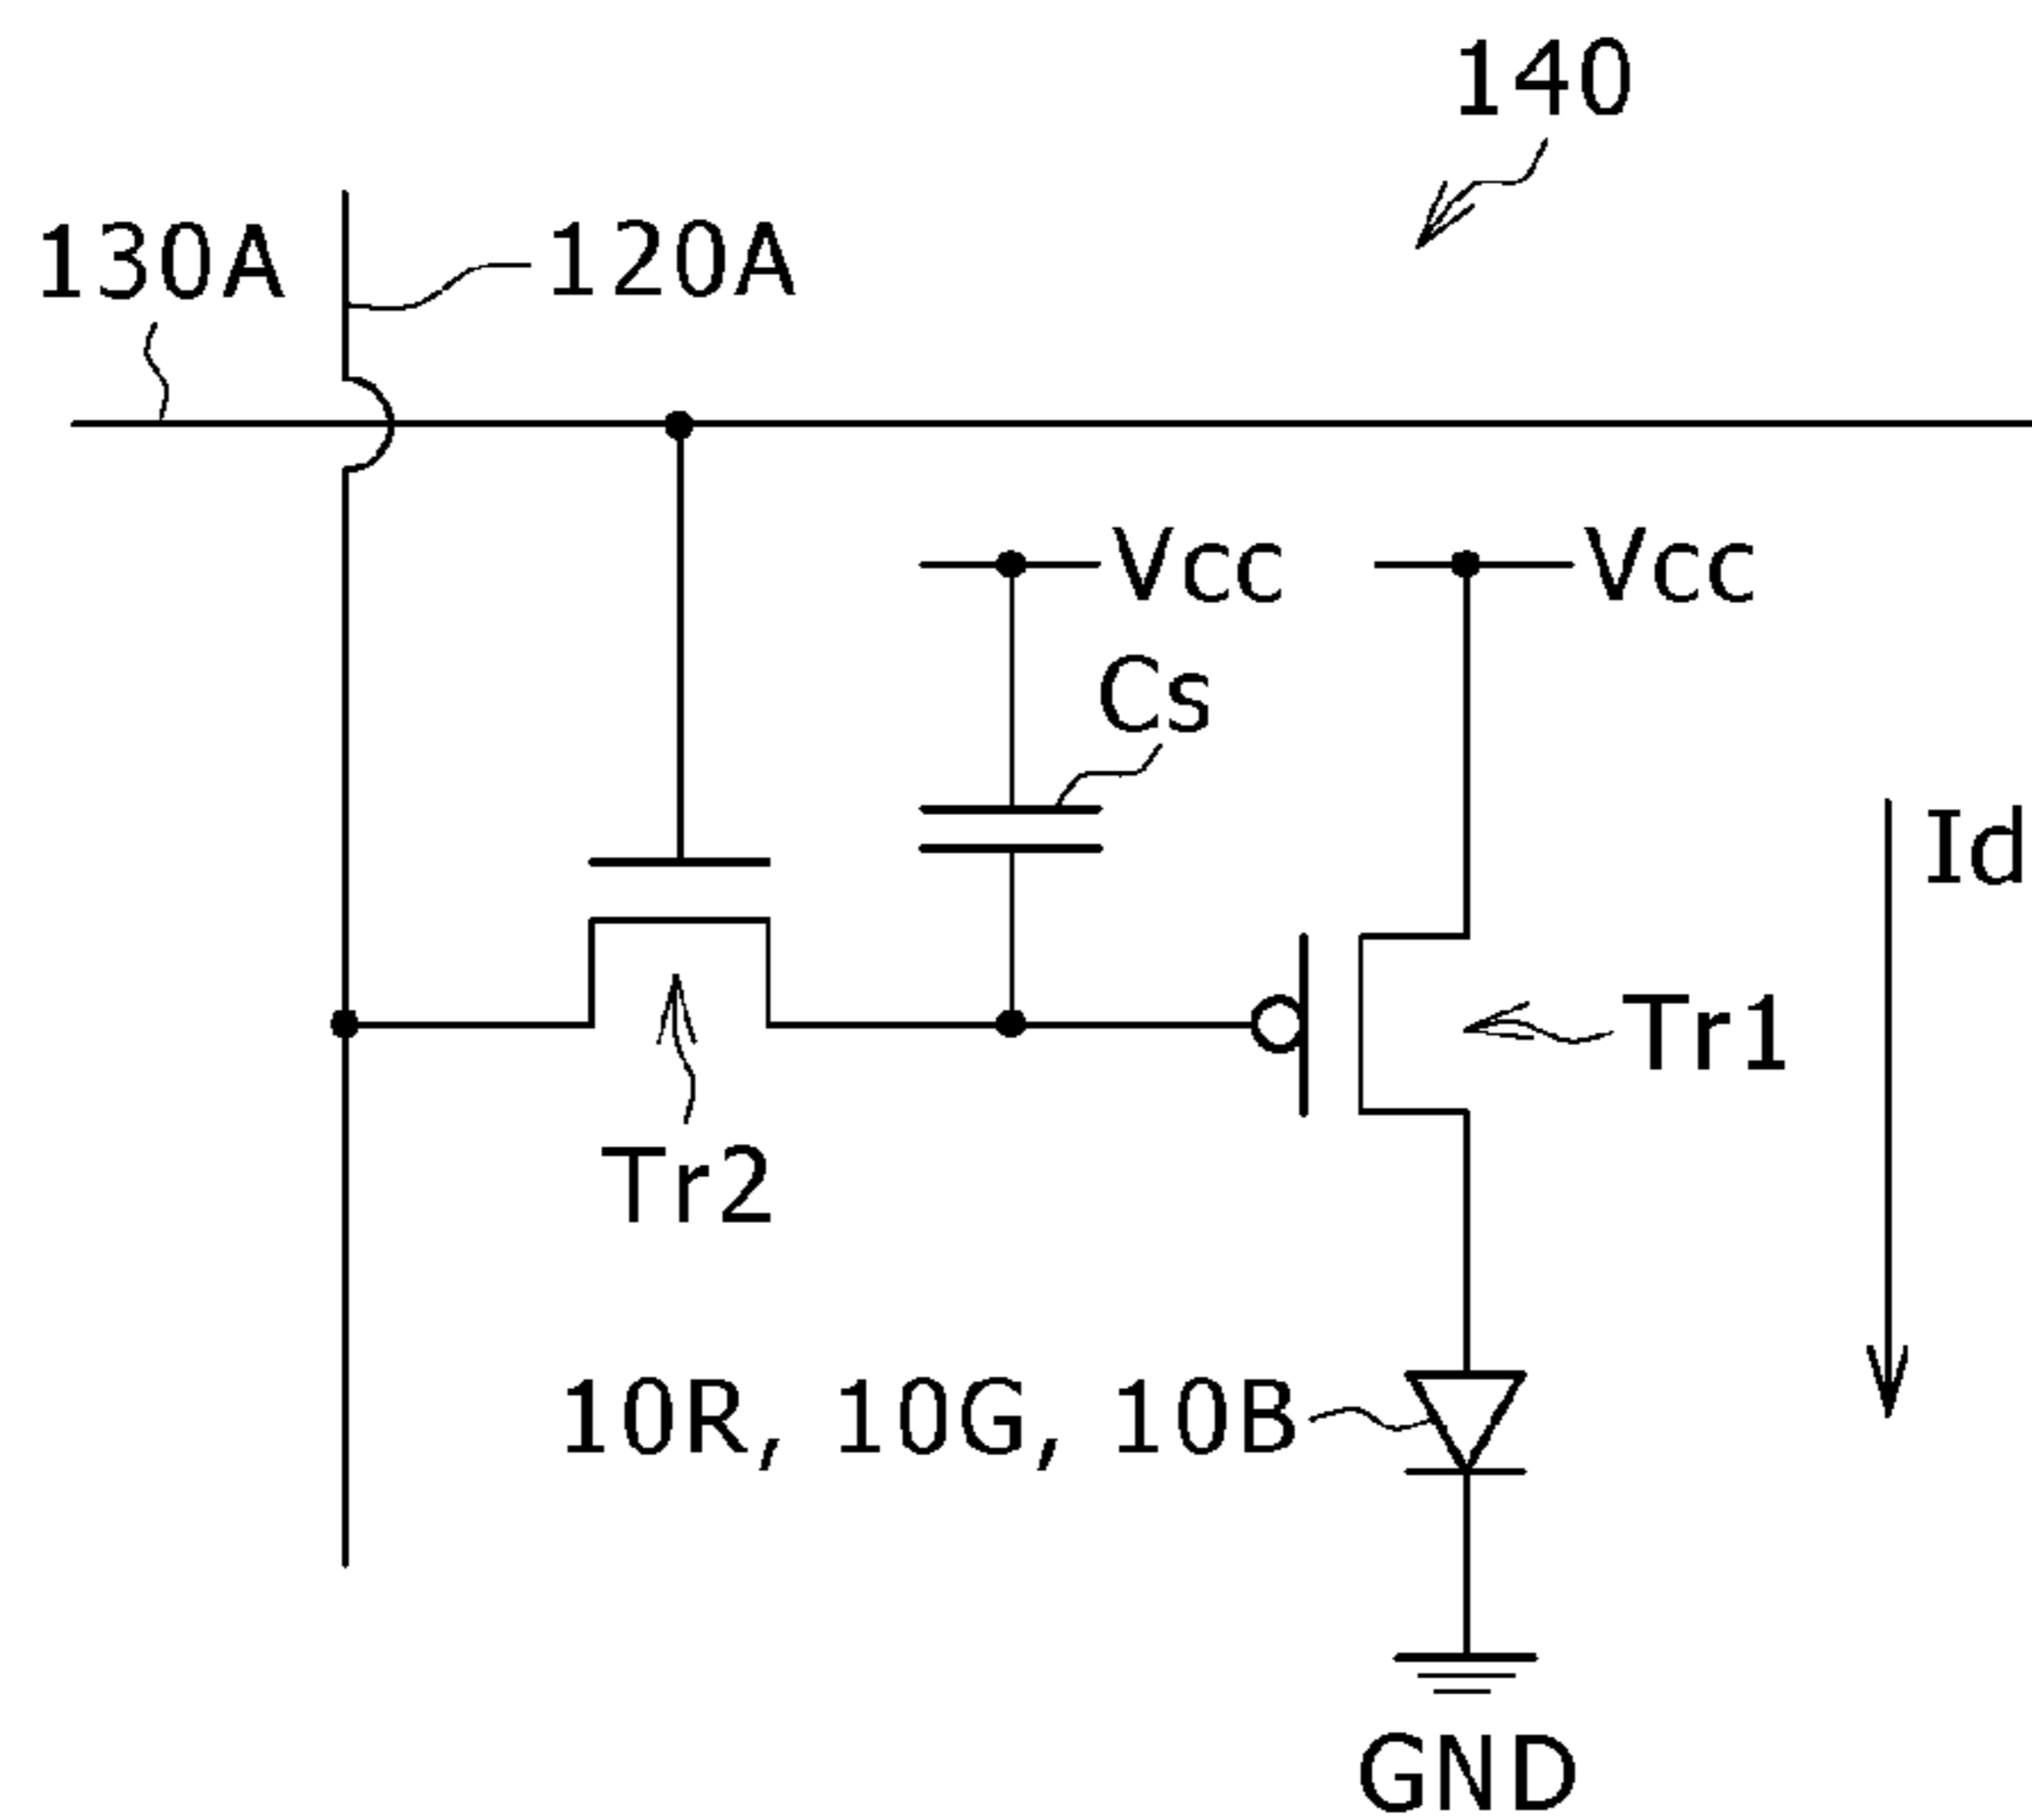 140
130A
120A
Vcc
Vcc
Cs
Id
Tr1
Tr2
10R, 10G, 10B
GND